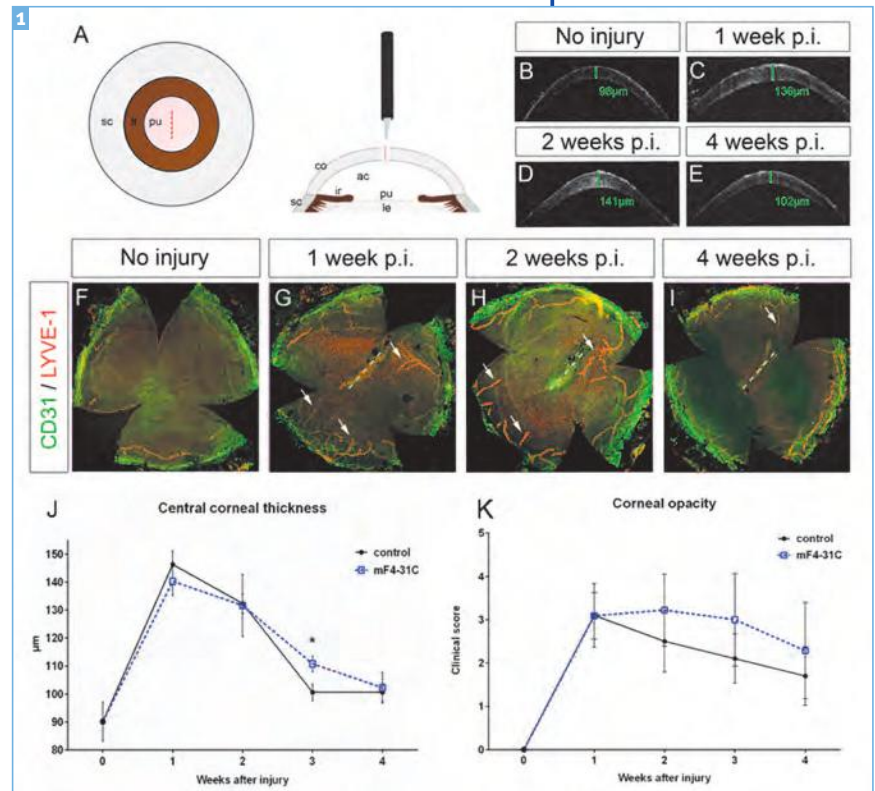 1
A
sc
ir
pu
co
ac
ir
pu
sc
le
No injury
1 week p.i.
B
98µm
C
136µm
2 weeks p.i.
4 weeks p.i.
D
141µm
E
102µm
No injury
1 week p.i.
2 weeks p.i.
4 weeks p.i.
CD31 / LYVE-1
F
G
H
I
J
Central corneal thickness
control
mF4-31C
150
140
130
120
110
100
90
80
µm
*
0 1 2 3 4
Weeks after injury
K
Corneal opacity
control
mF4-31C
5
4
3
2
1
0
Clinical score
0 1 2 3 4
Weeks after injury